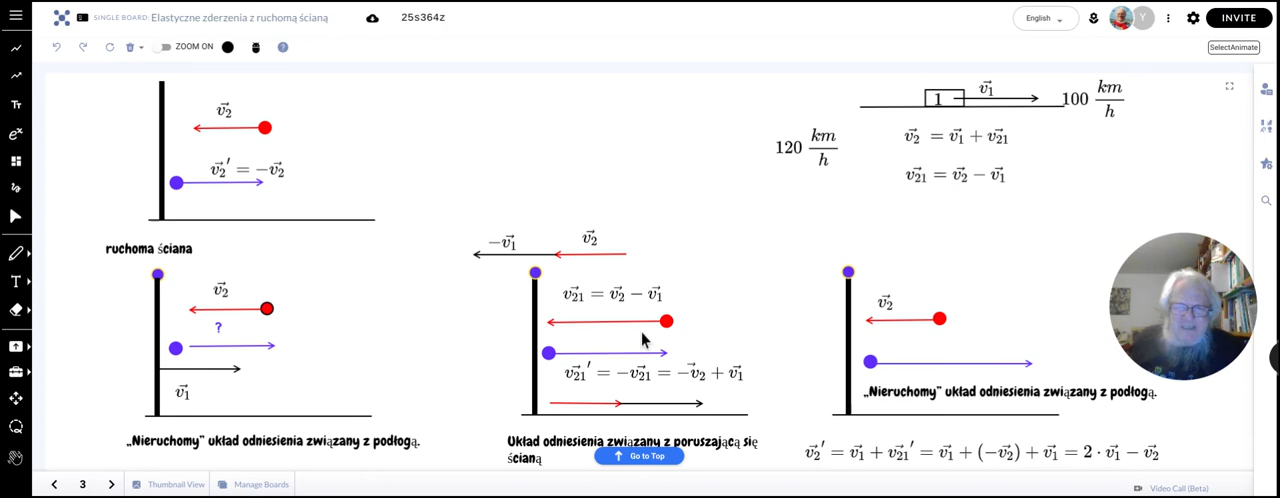 SINGLE BOARD: Elastyczne zderzenia z ruchomą ścianą
25s364z
English
Y
INVITE
ZOOM ON
SelectAnimate
v⃗₂
v⃗₂′ = −v⃗₂
ruchoma ściana
v⃗₂
?
v⃗₁
„Nieruchomy” układ odniesienia związany z podłogą.
−v⃗₁ v⃗₂
v⃗₂₁ = v⃗₂ − v⃗₁
v⃗₂₁′ = −v⃗₂₁ = −v⃗₂ + v⃗₁
Układ odniesienia związany z poruszającą się
ścianą
Go to Top
1 v⃗₁ 100 km/h
120 km/h
v⃗₂ = v⃗₁ + v⃗₂₁
v⃗₂₁ = v⃗₂ − v⃗₁
v⃗₂
„Nieruchomy” układ odniesienia związany z podłogą.
v⃗₂′ = v⃗₁ + v⃗₂₁′ = v⃗₁ + (−v⃗₂) + v⃗₁ = 2 · v⃗₁ − v⃗₂
3
Thumbnail View
Manage Boards
Video Call (Beta)